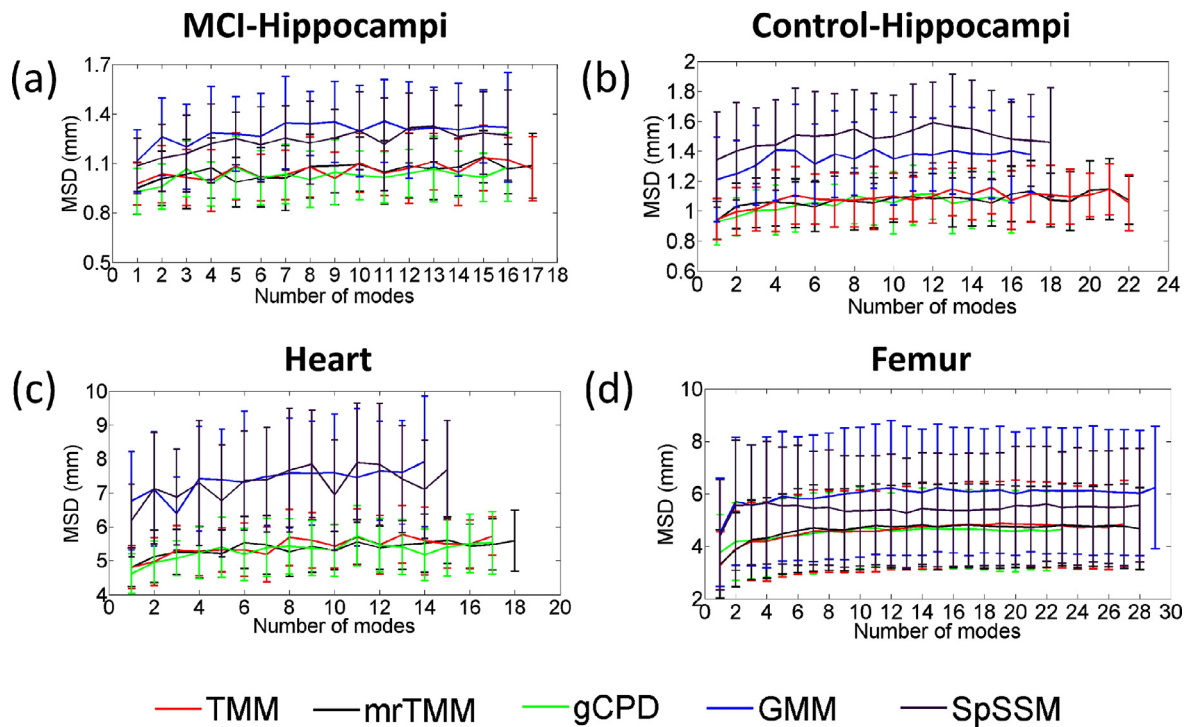 MCI-Hippocampi
Control-Hippocampi
(a)
MSD (mm)
1.7
1.4
1.1
0.8
0.5
0 1 2 3 4 5 6 7 8 9 10 11 12 13 14 15 16 17 18
Number of modes
(b)
MSD (mm)
2
1.8
1.6
1.4
1.2
1
0.8
0.6
0 2 4 6 8 10 12 14 16 18 20 22 24
Number of modes
Heart
Femur
(c)
MSD (mm)
10
9
8
7
6
5
4
0 2 4 6 8 10 12 14 16 18 20
Number of modes
(d)
MSD (mm)
10
8
6
4
2
0 2 4 6 8 10 12 14 16 18 20 22 24 26 28 30
Number of modes
TMM mrTMM gCPD GMM SpSSM